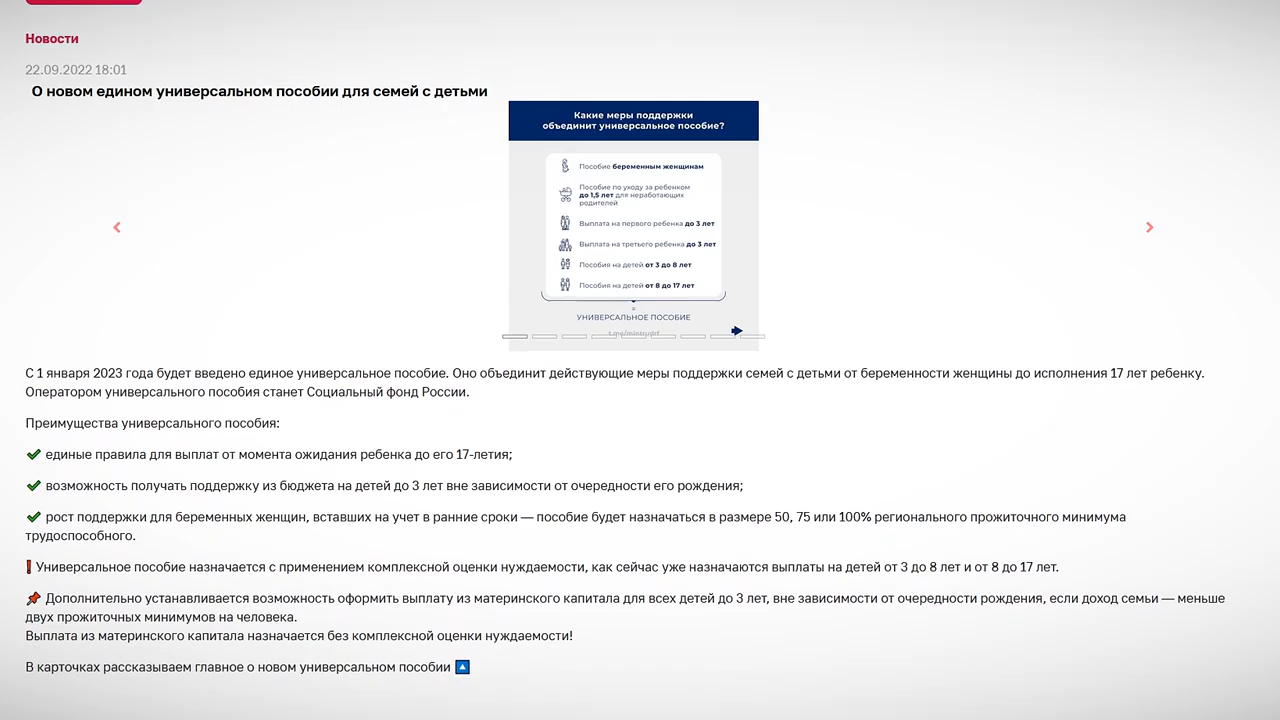 Новости
22.09.2022 18:01
О новом едином универсальном пособии для семей с детьми
Какие меры поддержки
объединит универсальное пособие?
Пособие беременным женщинам
Пособие по уходу за ребенком
до 1,5 лет для неработающих
родителей
Выплата на первого ребенка до 3 лет
Выплата на третьего ребенка до 3 лет
Пособия на детей от 3 до 8 лет
Пособия на детей от 8 до 17 лет
УНИВЕРСАЛЬНОЕ ПОСОБИЕ
t.me/mintrudrf
С 1 января 2023 года будет введено единое универсальное пособие. Оно объединит действующие меры поддержки семей с детьми от беременности женщины до исполнения 17 лет ребенку.
Оператором универсального пособия станет Социальный фонд России.
Преимущества универсального пособия:
✔ единые правила для выплат от момента ожидания ребенка до его 17-летия;
✔ возможность получать поддержку из бюджета на детей до 3 лет вне зависимости от очередности его рождения;
✔ рост поддержки для беременных женщин, вставших на учет в ранние сроки — пособие будет назначаться в размере 50, 75 или 100% регионального прожиточного минимума
трудоспособного.
❗Универсальное пособие назначается с применением комплексной оценки нуждаемости, как сейчас уже назначаются выплаты на детей от 3 до 8 лет и от 8 до 17 лет.
📌 Дополнительно устанавливается возможность оформить выплату из материнского капитала для всех детей до 3 лет, вне зависимости от очередности рождения, если доход семьи — меньше
двух прожиточных минимумов на человека.
Выплата из материнского капитала назначается без комплексной оценки нуждаемости!
В карточках рассказываем главное о новом универсальном пособии 🔼